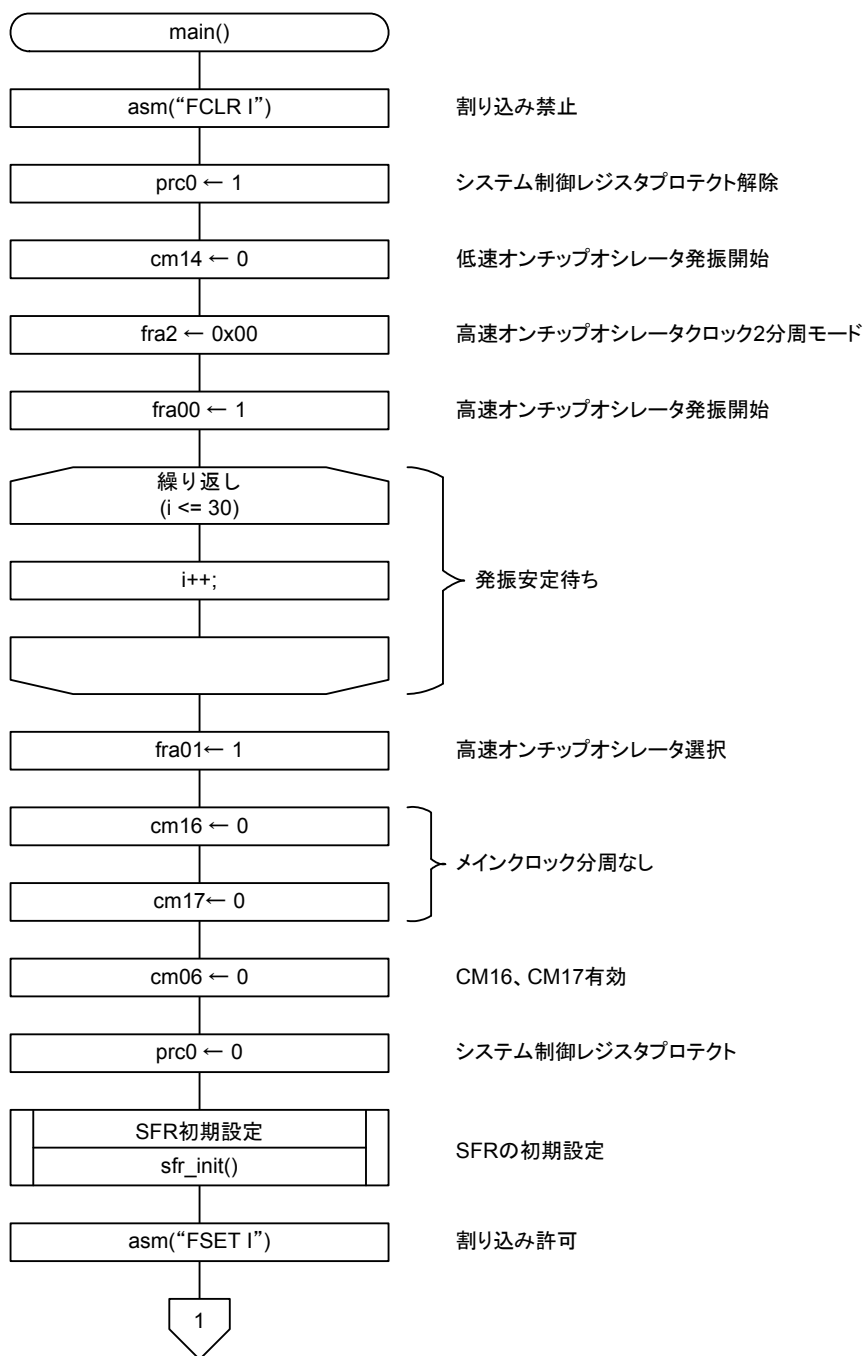 main()
asm(“FCLR I”) 割り込み禁止
prc0 ← 1 システム制御レジスタプロテクト解除
cm14 ← 0 低速オンチップオシレータ発振開始
fra2 ← 0x00 高速オンチップオシレータクロック2分周モード
fra00 ← 1 高速オンチップオシレータ発振開始
繰り返し
(i <= 30)
i++; 発振安定待ち
fra01← 1 高速オンチップオシレータ選択
cm16 ← 0
メインクロック分周なし
cm17← 0
cm06 ← 0 CM16、CM17有効
prc0 ← 0 システム制御レジスタプロテクト
SFR初期設定
SFRの初期設定
sfr_init()
asm(“FSET I”) 割り込み許可
1